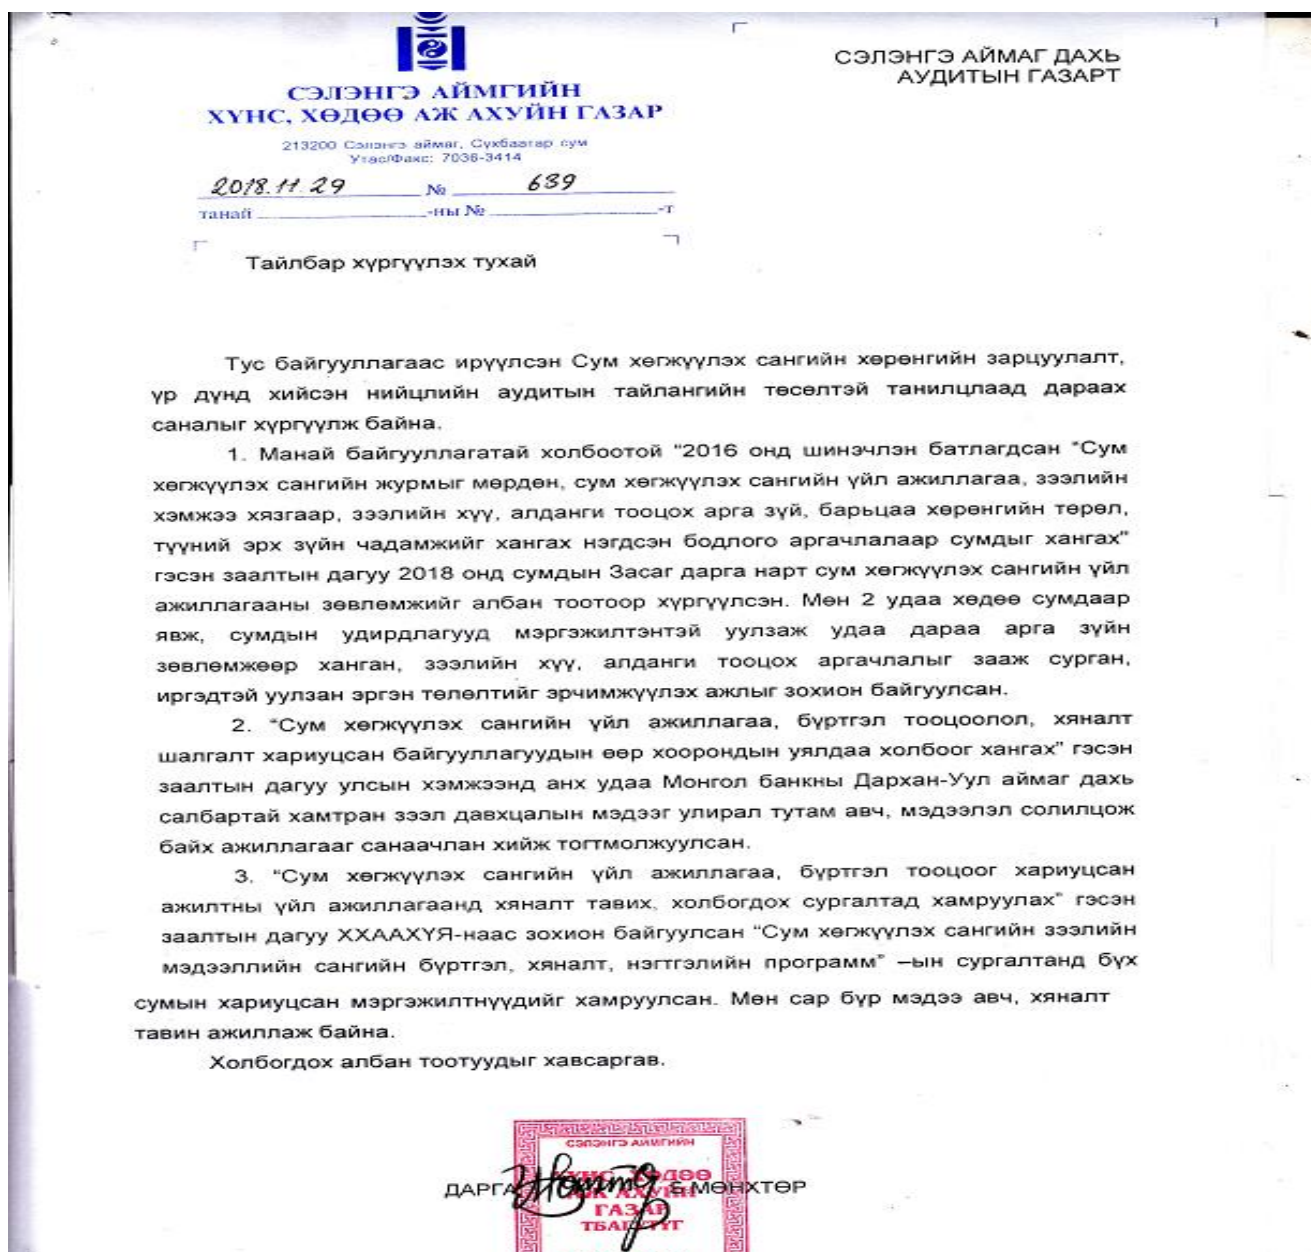 СЭЛЭНГЭ АЙМГИЙН
ХҮНС, ХӨДӨӨ АЖ АХУЙН ГАЗАР
213200 Сэлэнгэ аймаг, Сүхбаатар сум
Утас/Факс: 7036-3414
2018.11.29 № 639
танай -ны № -т
СЭЛЭНГЭ АЙМАГ ДАХЬ
АУДИТЫН ГАЗАРТ
Тайлбар хүргүүлэх тухай
Тус байгууллагаас ирүүлсэн Сум хөгжүүлэх сангийн хөрөнгийн зарцуулалт,
үр дүнд хийсэн нийцлийн аудитын тайлангийн төсөлтэй танилцлаад дараах
саналыг хүргүүлж байна.
1. Манай байгууллагатай холбоотой “2016 онд шинэчлэн батлагдсан “Сум
хөгжүүлэх сангийн журмыг мөрдөн, сум хөгжүүлэх сангийн үйл ажиллагаа, зээлийн
хэмжээ хязгаар, зээлийн хүү, алданги тооцох арга зүй, барьцаа хөрөнгийн төрөл,
түүний эрх зүйн чадамжийг хангах нэгдсэн бодлого аргачлалаар сумдыг хангах”
гэсэн заалтын дагуу 2018 онд сумдын Засаг дарга нарт сум хөгжүүлэх сангийн үйл
ажиллагааны зөвлөмжийг албан тоотоор хүргүүлсэн. Мөн 2 удаа хөдөө сумдаар
явж, сумдын удирдлагууд мэргэжилтэнтэй уулзаж удаа дараа арга зүйн
зөвлөмжөөр ханган, зээлийн хүү, алданги тооцох аргачлалыг зааж сурган,
иргэдтэй уулзан эргэн төлөлтийг эрчимжүүлэх ажлыг зохион байгуулсан.
2. “Сум хөгжүүлэх сангийн үйл ажиллагаа, бүртгэл тооцоолол, хяналт
шалгалт хариуцсан байгууллагуудын өөр хоорондын уялдаа холбоог хангах” гэсэн
заалтын дагуу улсын хэмжээнд анх удаа Монгол банкны Дархан-Уул аймаг дахь
салбартай хамтран зээл давхцалын мэдээг улирал тутам авч, мэдээлэл солилцож
байх ажиллагааг санаачлан хийж тогтмолжуулсан.
3. “Сум хөгжүүлэх сангийн үйл ажиллагаа, бүртгэл тооцоог хариуцсан
ажилтны үйл ажиллагаанд хяналт тавих, холбогдох сургалтад хамруулах” гэсэн
заалтын дагуу ХХААХҮЯ-наас зохион байгуулсан “Сум хөгжүүлэх сангийн зээлийн
мэдээллийн сангийн бүртгэл, хяналт, нэгтгэлийн программ” –ын сургалтанд бүх
сумын хариуцсан мэргэжилтнүүдийг хамруулсан. Мөн сар бүр мэдээ авч, хяналт
тавин ажиллаж байна.
Холбогдох албан тоотуудыг хавсаргав.
СЭЛЭНГЭ АЙМГИЙН
ХҮНС, ХӨДӨӨ
АЖ АХУЙН
ГАЗАР
ДАРГА МӨНХТӨР